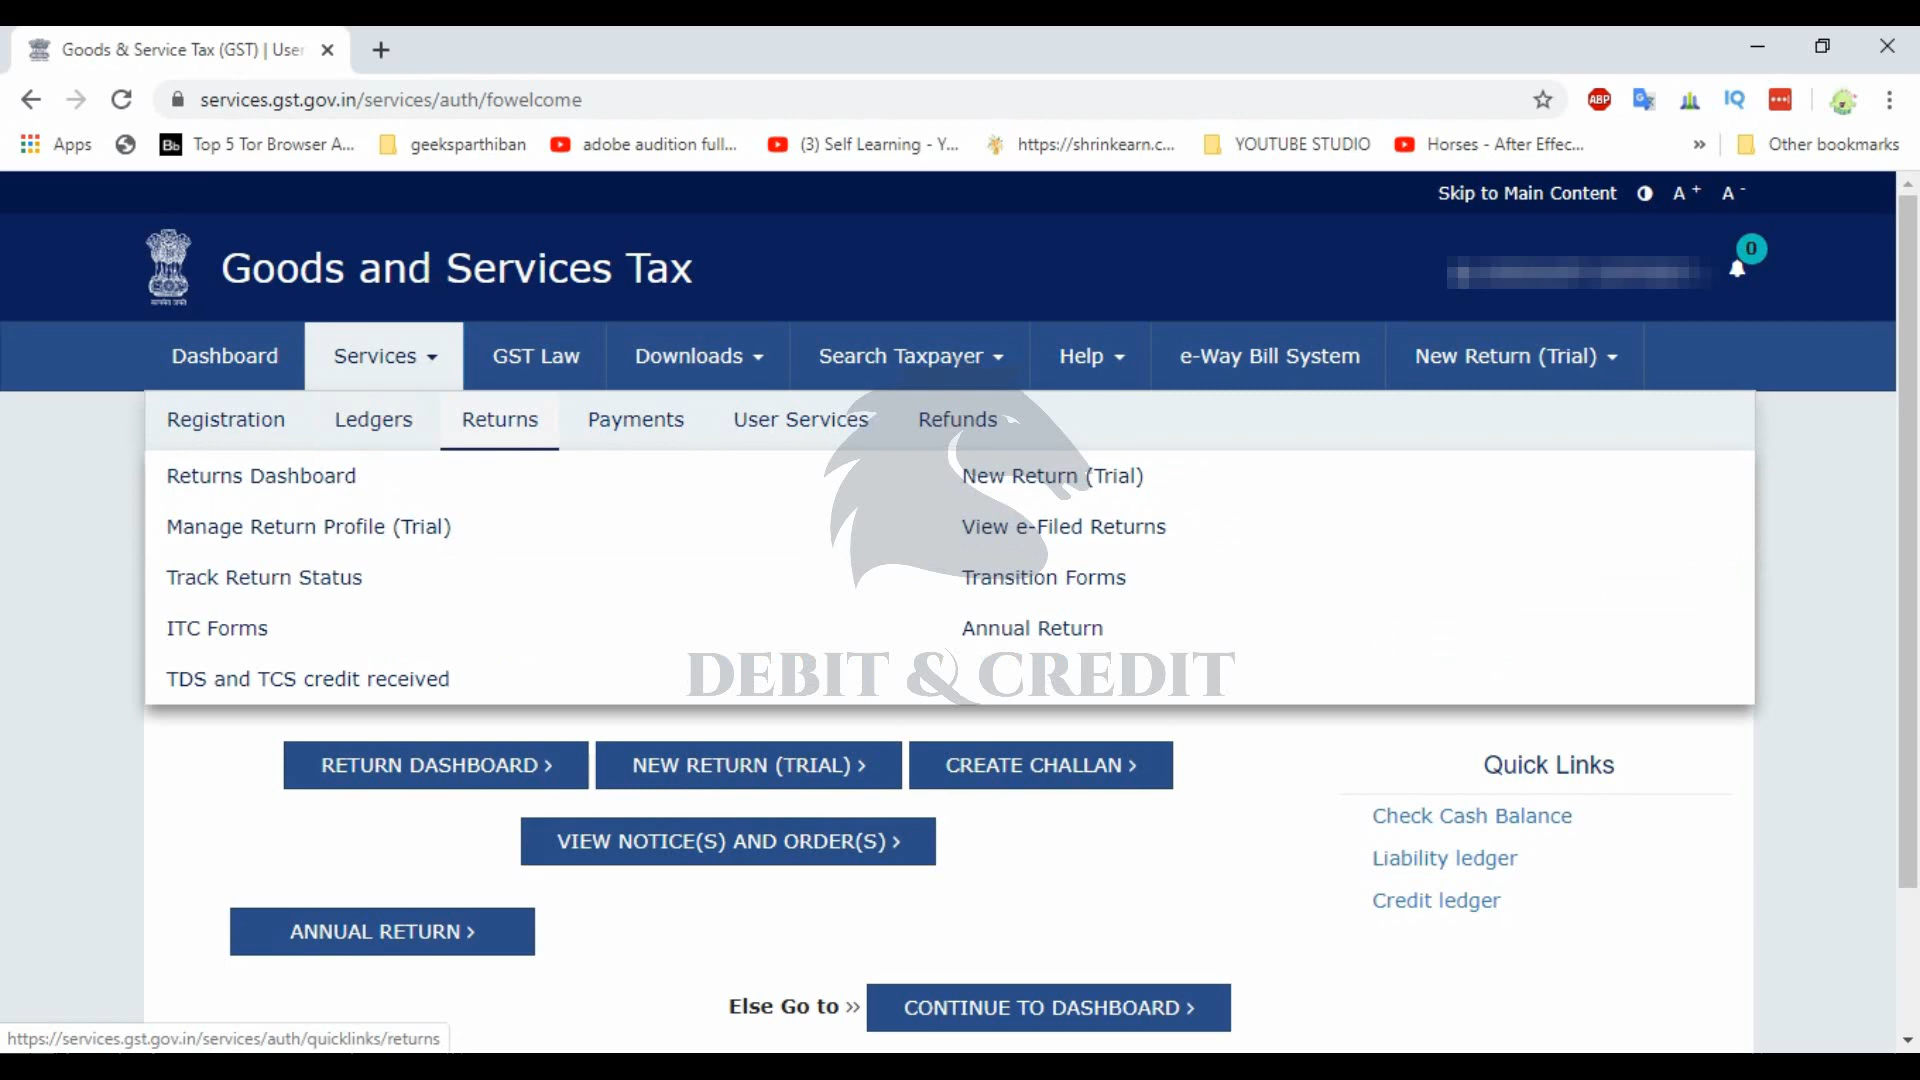 Goods & Service Tax (GST) | User
services.gst.gov.in/services/auth/fowelcome
ABP
IQ
Apps
Bb Top 5 Tor Browser A...
geeksparthiban
adobe audition full...
(3) Self Learning - Y...
https://shrinkearn.c...
YOUTUBE STUDIO
Horses - After Effec...
»
Other bookmarks
Skip to Main Content A+ A-
Goods and Services Tax
0
Dashboard Services GST Law Downloads Search Taxpayer Help e-Way Bill System New Return (Trial)
Registration Ledgers Returns Payments User Services Refunds
Returns Dashboard New Return (Trial)
Manage Return Profile (Trial) View e-Filed Returns
Track Return Status Transition Forms
ITC Forms Annual Return
TDS and TCS credit received
DEBIT & CREDIT
RETURN DASHBOARD > NEW RETURN (TRIAL) > CREATE CHALLAN >
VIEW NOTICE(S) AND ORDER(S) >
ANNUAL RETURN >
Else Go to » CONTINUE TO DASHBOARD >
Quick Links
Check Cash Balance
Liability ledger
Credit ledger
https://services.gst.gov.in/services/auth/quicklinks/returns